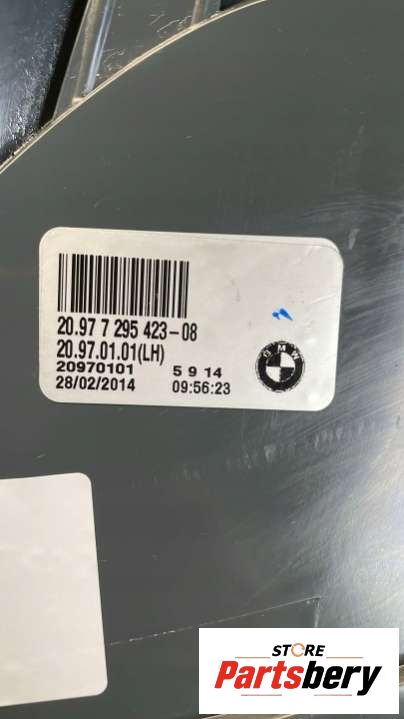 20.97 7 295 423-08
20.97.01.01(LH)
20970101 5 9 14
28/02/2014 09:56:23
BMW
STORE
Partsbery